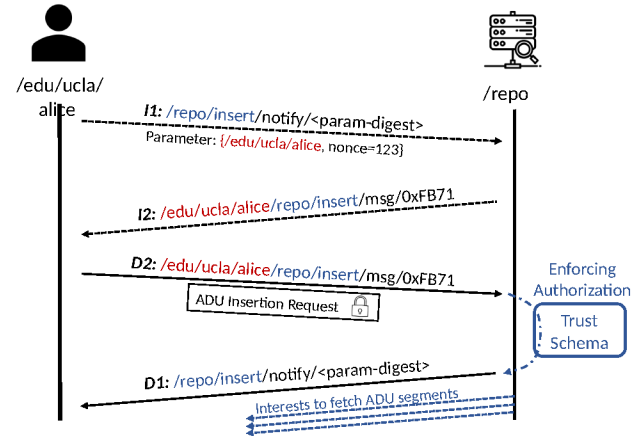 /edu/ucla/
alice
/repo
I1: /repo/insert/notify/<param-digest>
Parameter: {/edu/ucla/alice, nonce=123}
I2: /edu/ucla/alice/repo/insert/msg/0xFB71
D2: /edu/ucla/alice/repo/insert/msg/0xFB71
ADU Insertion Request
Enforcing
Authorization
Trust
Schema
D1: /repo/insert/notify/<param-digest>
Interests to fetch ADU segments